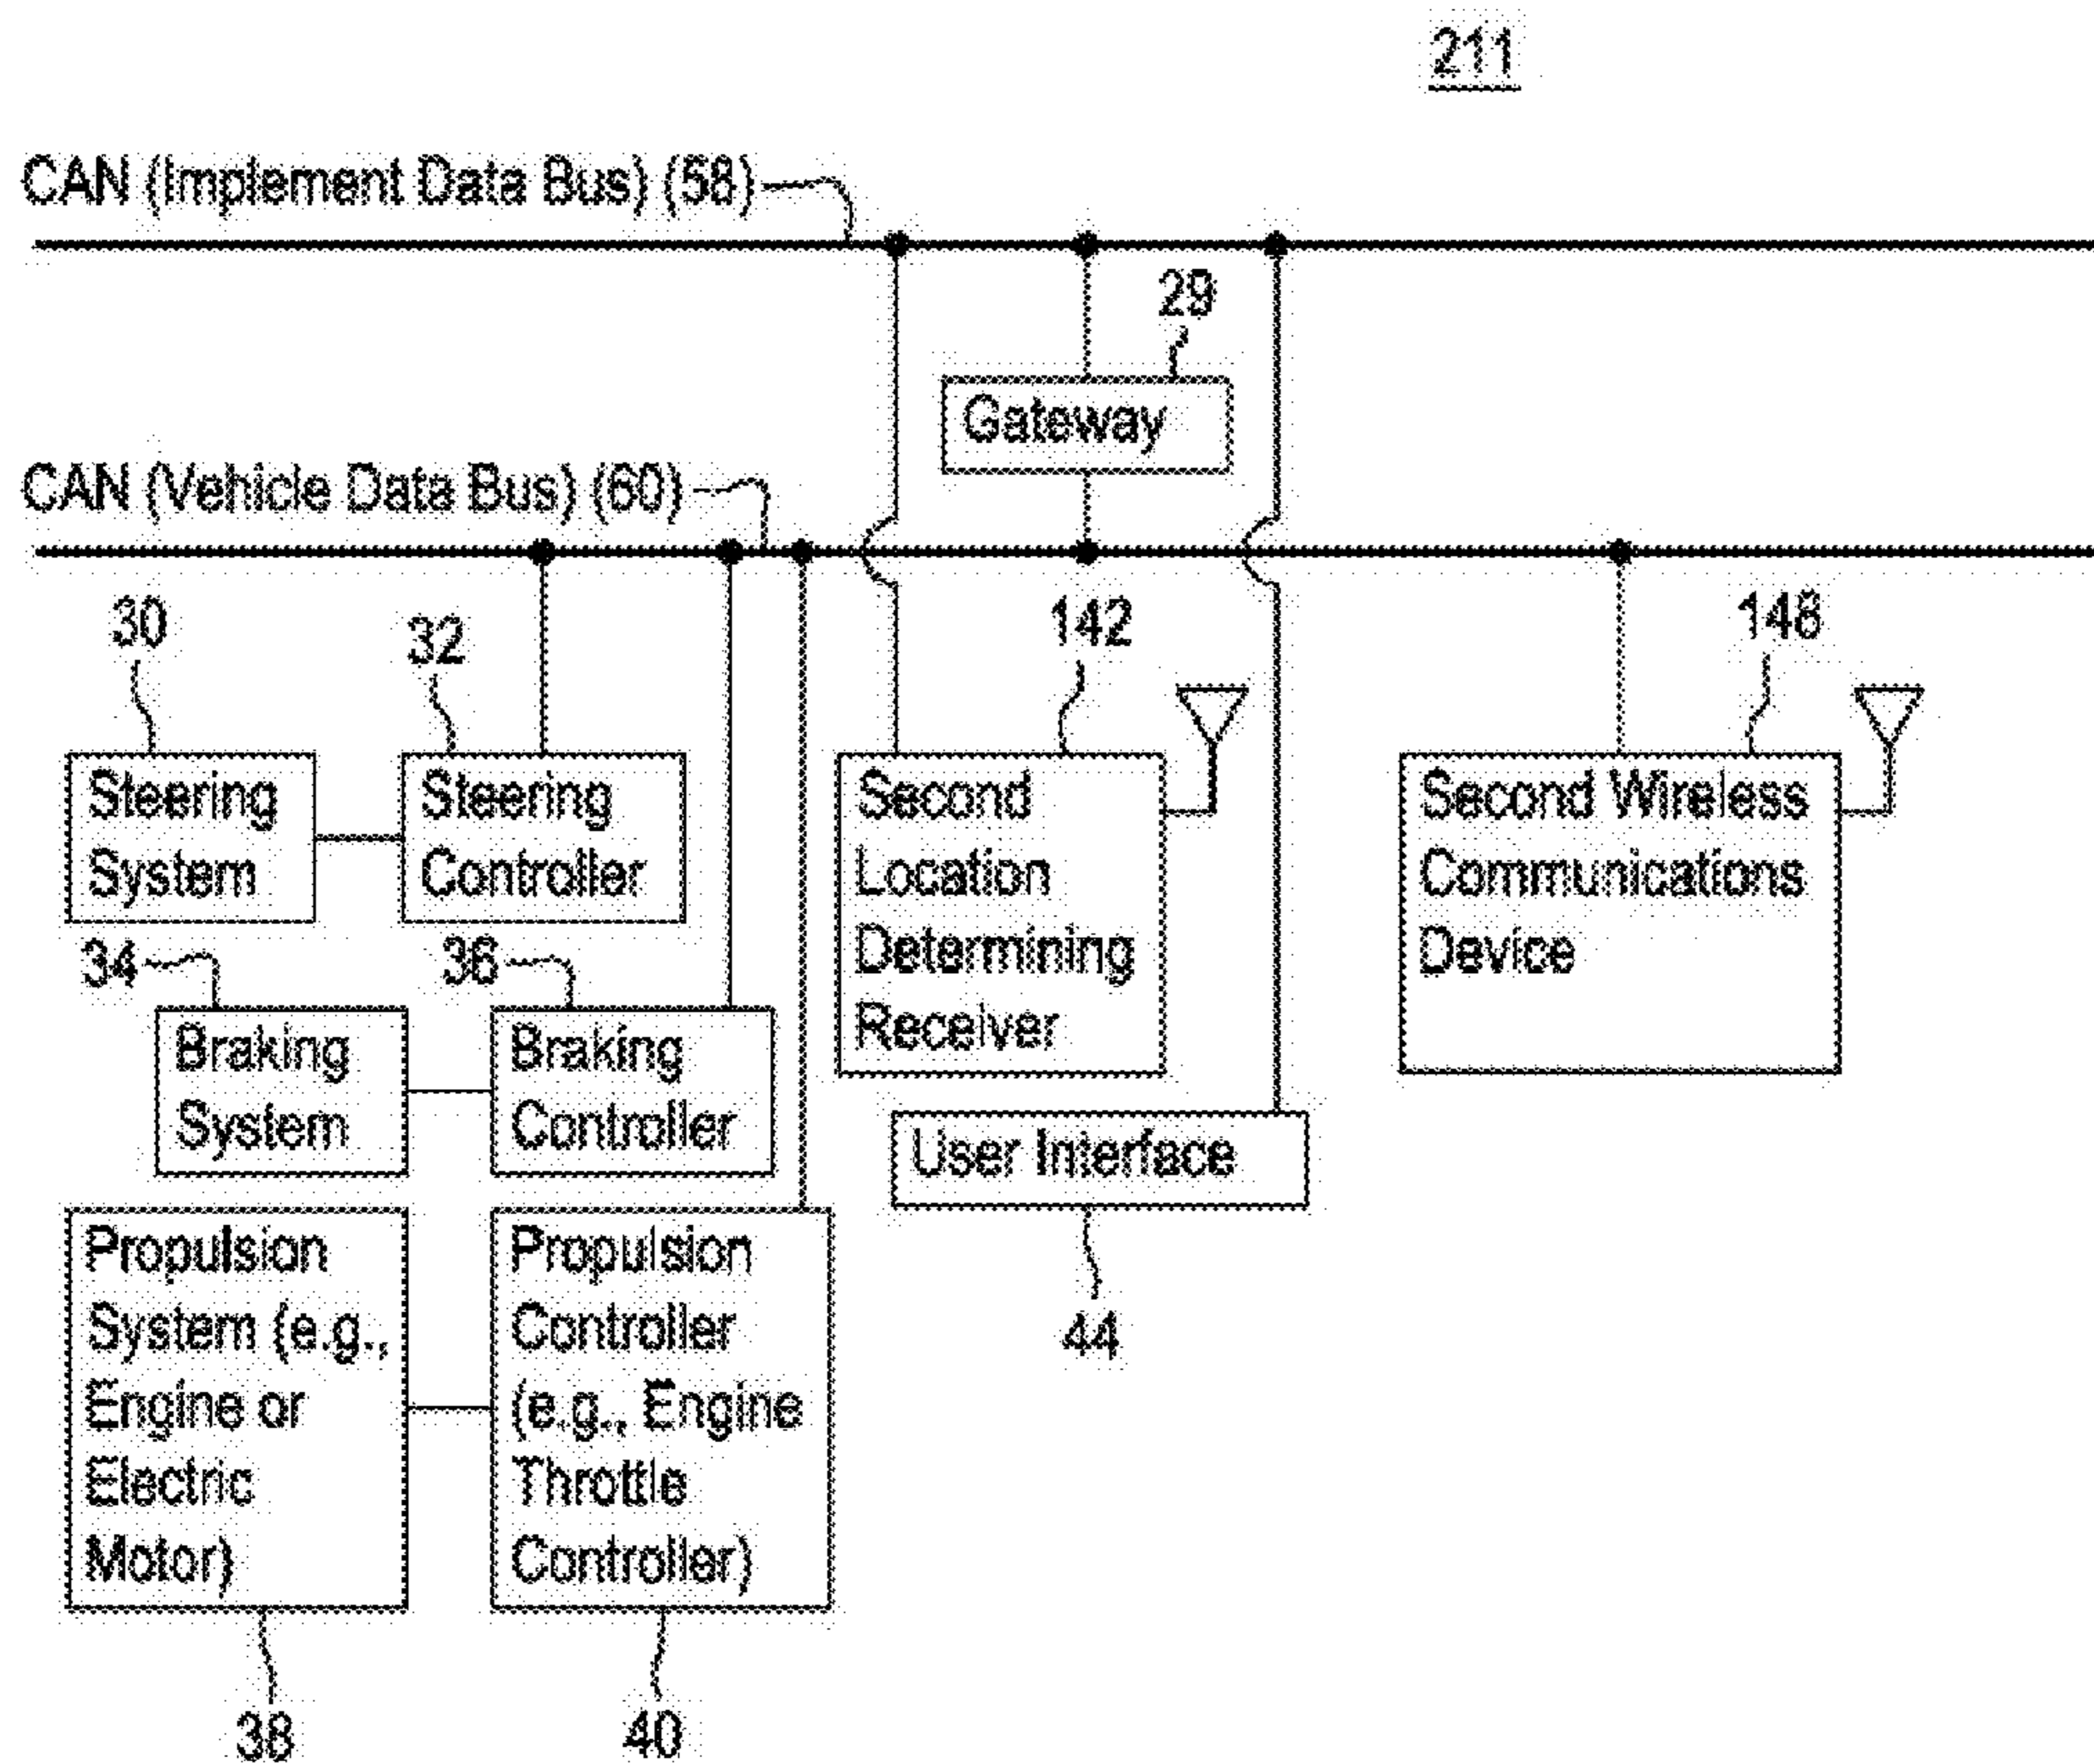 211
CAN (Implement Data Bus) (58)
29
Gateway
CAN (Vehicle Data Bus) (60)
30
32
142
148
Steering
System
Steering
Controller
Second
Location
Determining
Receiver
Second Wireless
Communications
Device
34
36
Braking
System
Braking
Controller
User Interface
44
Propulsion
System (e.g.,
Engine or
Electric
Motor)
Propulsion
Controller
(e.g., Engine
Throttle
Controller)
38
40